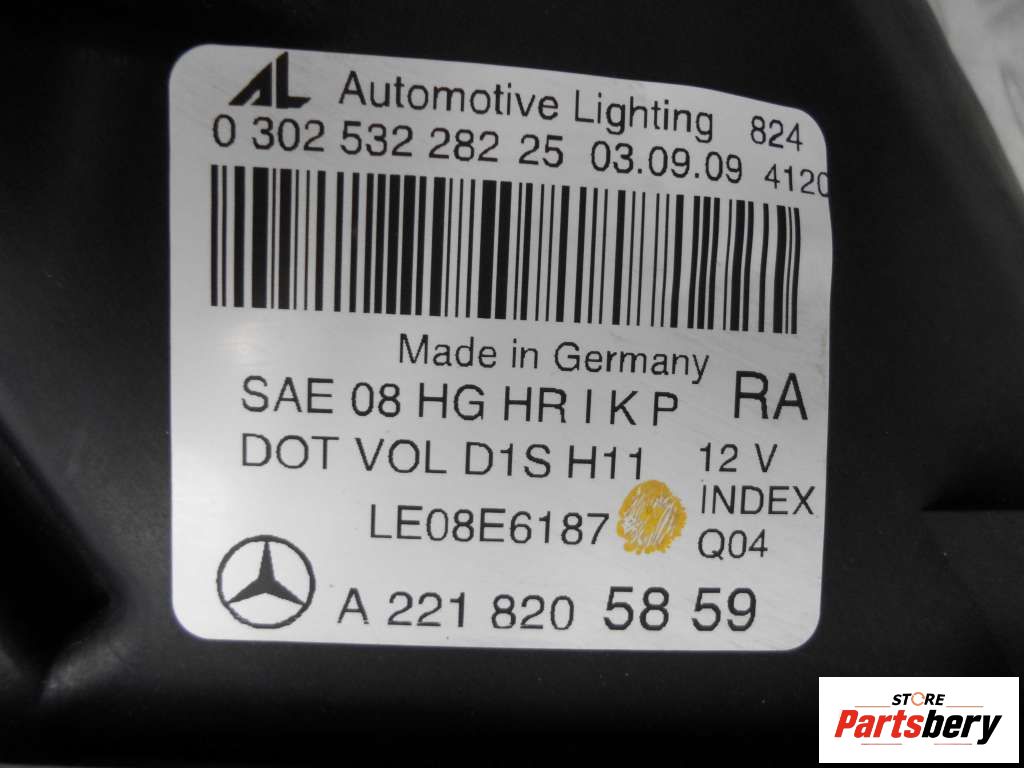 AL Automotive Lighting 824
0 302 532 282 25 03.09.09 4120
Made in Germany
SAE 08 HG HR I K P RA
DOT VOL D1S H11 12 V
LE08E6187 INDEX
Q04
A 221 820 58 59
STORE
Partsbery